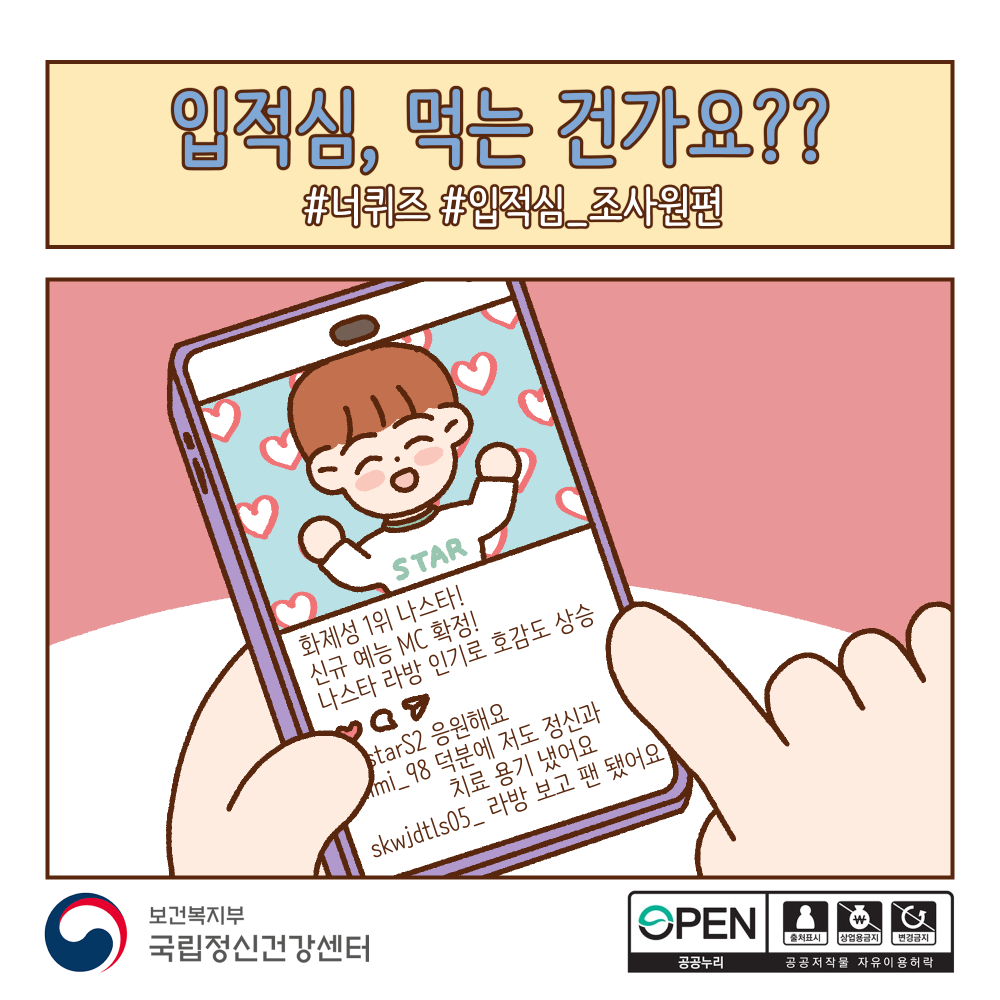 입적심, 먹는 건가요??
#너퀴즈 #입적심_조사원편
STAR
화제성 1위 나스타!
신규 예능 MC 확정!
나스타 라방 인기로 호감도 상승
starS2 응원해요
mi_98 덕분에 저도 정신과
치료 용기 냈어요
skwjdtls05_ 라방 보고 팬 됐어요
보건복지부
국립정신건강센터
OPEN
공공누리
출처표시 상업용금지 변경금지
공공저작물 자유이용허락